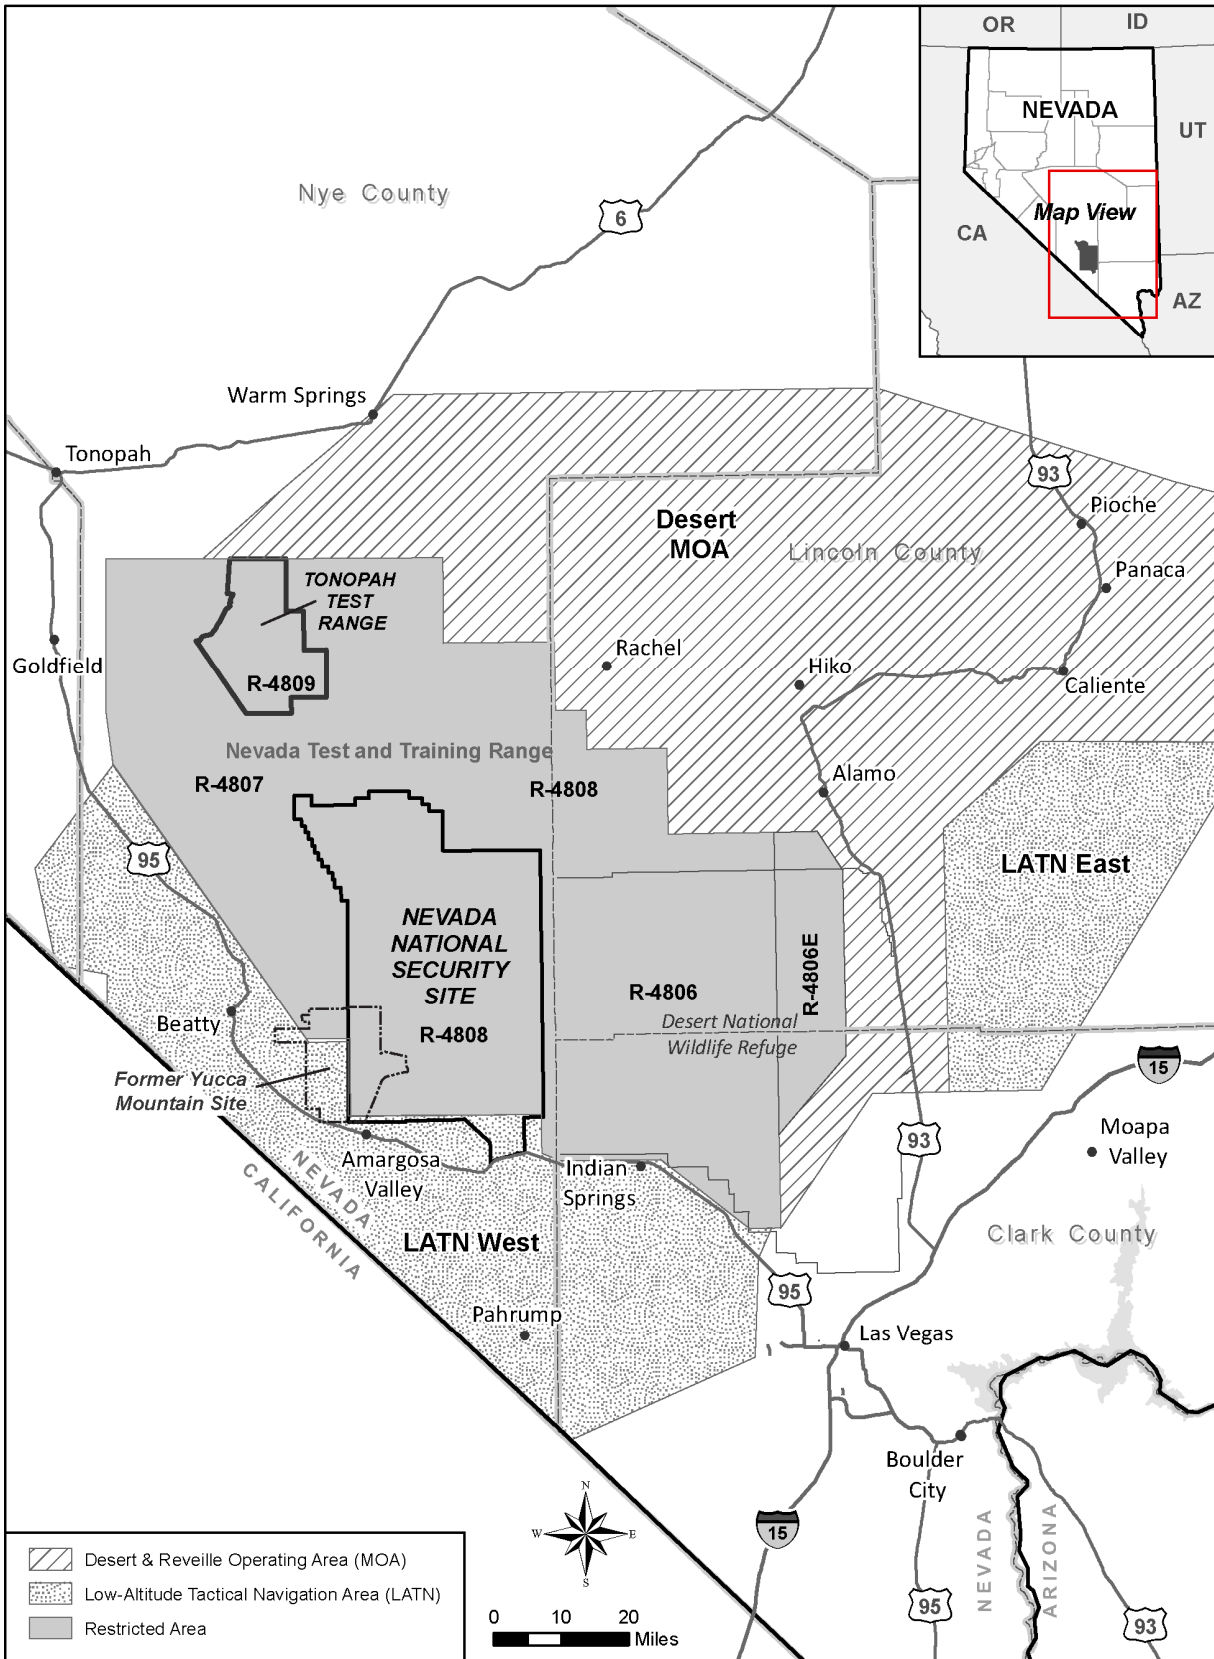 OR
ID
NEVADA
UT
Map View
CA
AZ
Nye County
6
Warm Springs
Tonopah
93
Pioche
Desert
MOA
Lincoln County
Panaca
TONOPAH
TEST
RANGE
Rachel
Hiko
Goldfield
R-4809
Caliente
Nevada Test and Training Range
R-4807
R-4808
Alamo
95
LATN East
NEVADA
NATIONAL
SECURITY
SITE
R-4806E
R-4806
Beatty
R-4808
Desert National
Wildlife Refuge
15
Former Yucca
Mountain Site
93
Moapa
Valley
Amargosa
Valley
Indian
Springs
NEVADA
CALIFORNIA
LATN West
Clark County
95
Pahrump
Las Vegas
Boulder
City
N
W
E
S
15
NEVADA
ARIZONA
95
93
Desert & Reveille Operating Area (MOA)
Low-Altitude Tactical Navigation Area (LATN)
Restricted Area
0 10 20
Miles